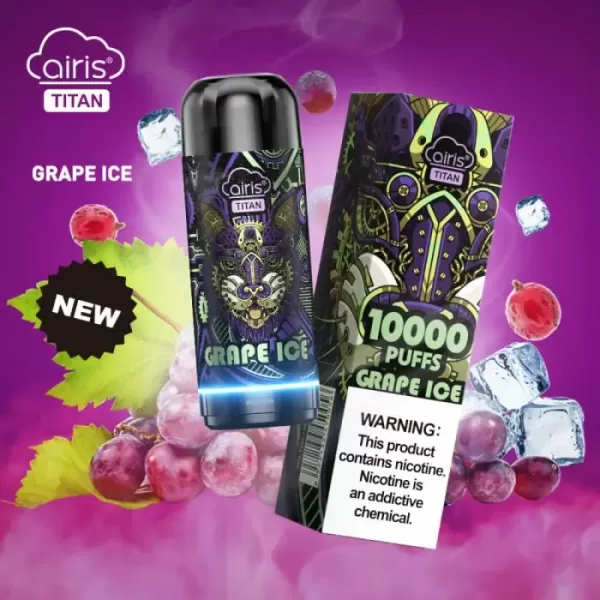 airis®
TITAN
GRAPE ICE
NEW
airis
TITAN
GRAPE ICE
airis®
TITAN
10000
PUFFS
GRAPE ICE
WARNING:
This product
contains nicotine.
Nicotine is
an addictive
chemical.